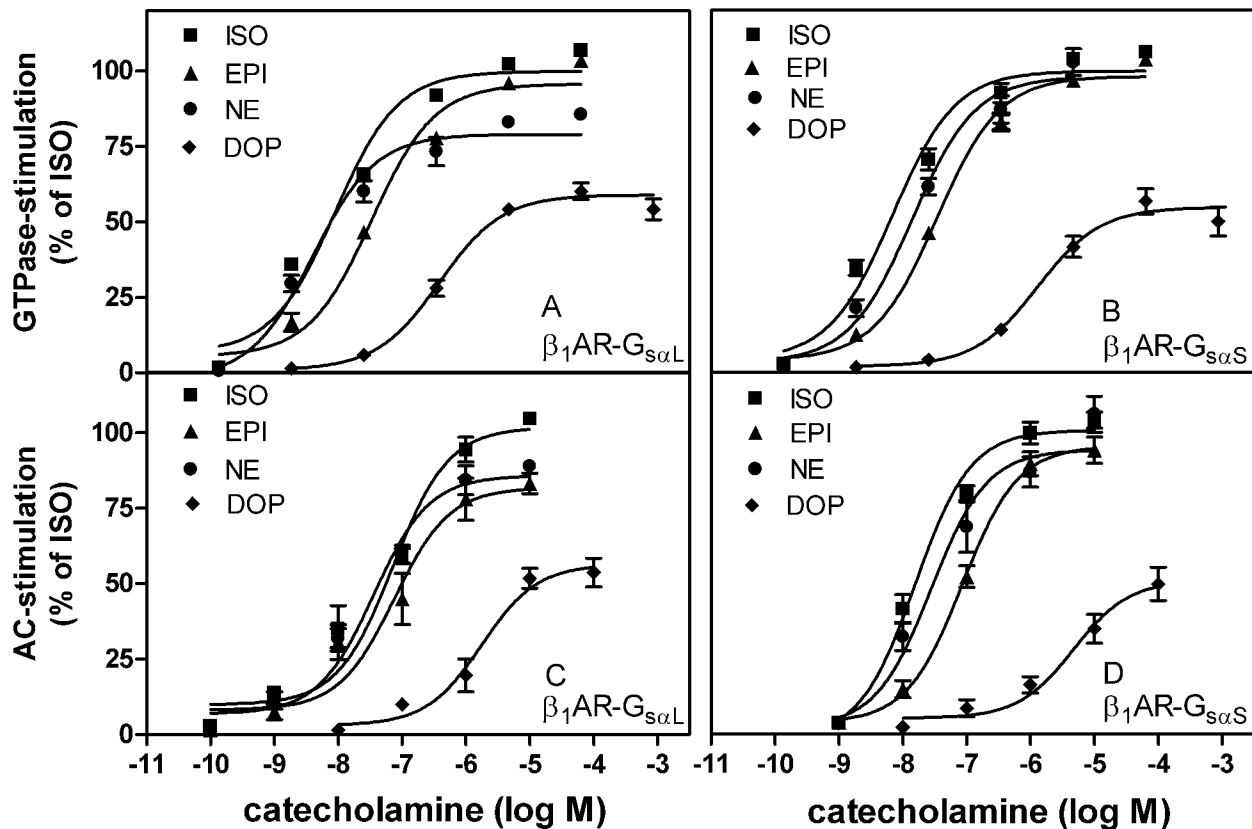 GTPase-stimulation
(% of ISO)
100
75
50
25
0
ISO
EPI
NE
DOP
A
β₁AR-GsαL
ISO
EPI
NE
DOP
B
β₁AR-GsαS
AC-stimulation
(% of ISO)
100
75
50
25
0
ISO
EPI
NE
DOP
C
β₁AR-GsαL
ISO
EPI
NE
DOP
D
β₁AR-GsαS
-11 -10 -9 -8 -7 -6 -5 -4 -3
catecholamine (log M)
-11 -10 -9 -8 -7 -6 -5 -4 -3
catecholamine (log M)